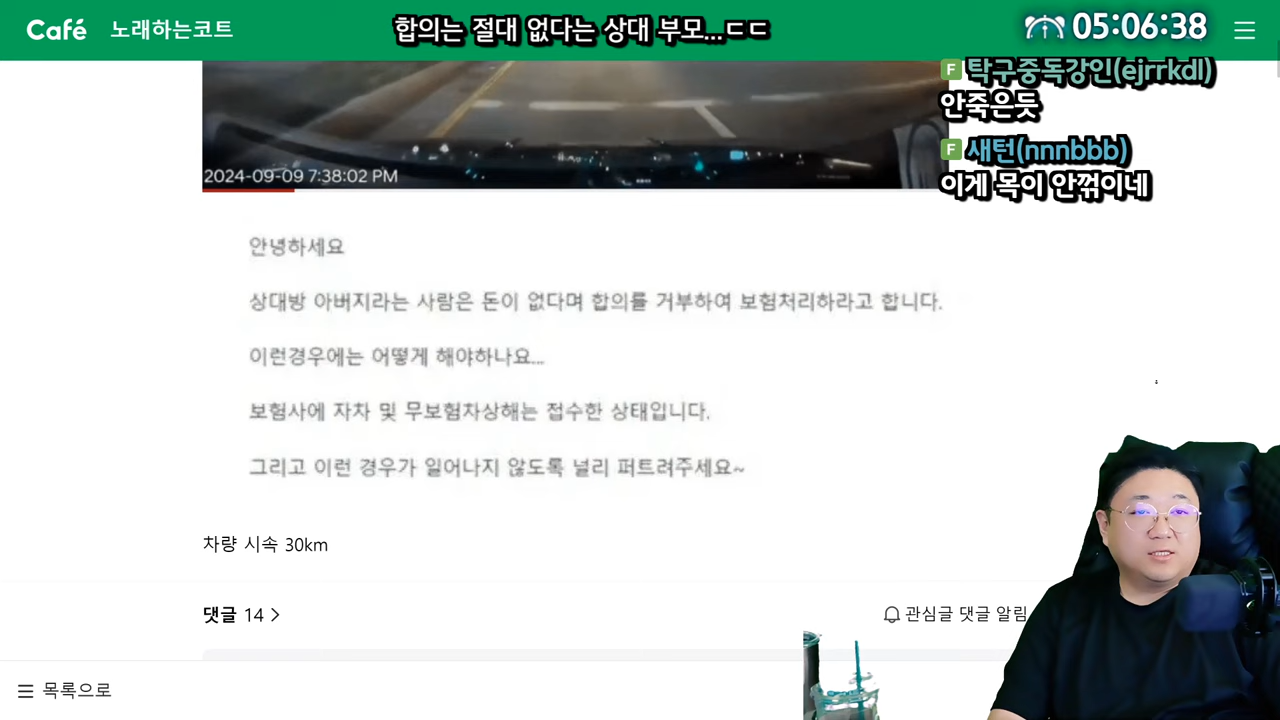 Café 노래하는코트
합의는 절대 없다는 상대 부모...ㄷㄷ
05:06:38
F 탁구중독강인(ejrrkdl)
안죽은듯
F 새턴(nnnbbb)
이게 목이 안꺾이네
2024-09-09 7:38:02 PM
안녕하세요
상대방 아버지라는 사람은 돈이 없다며 합의를 거부하여 보험처리하라고 합니다.
이런경우에는 어떻게 해야하나요...
보험사에 자차 및 무보험차상해는 접수한 상태입니다.
그리고 이런 경우가 일어나지 않도록 널리 퍼트려주세요~
차량 시속 30km
댓글 14
관심글 댓글 알림
목록으로